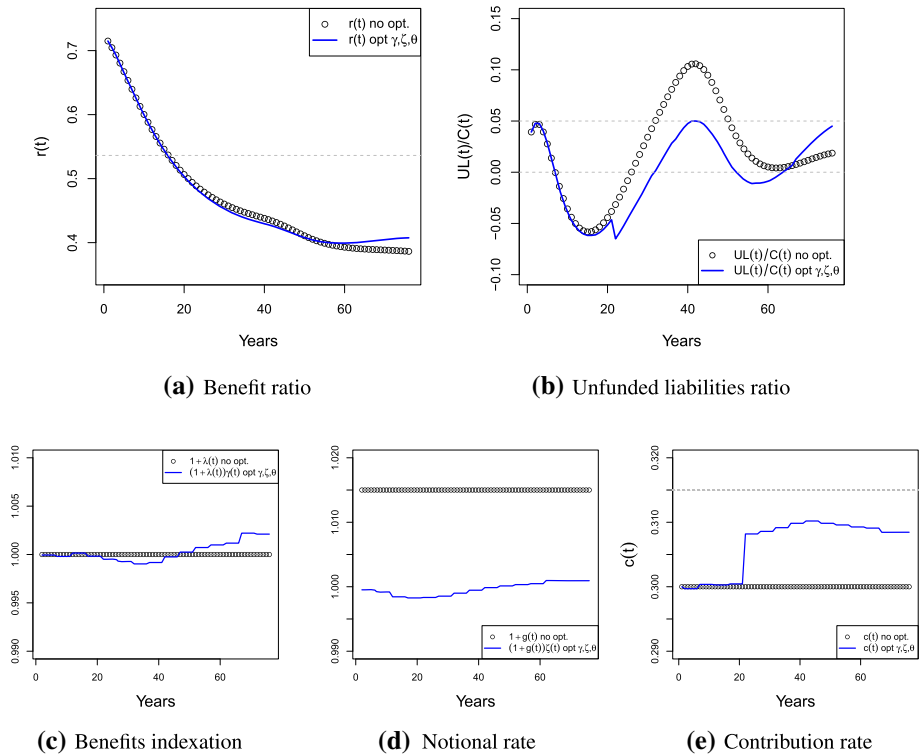 r(t) no opt.
r(t) opt γ,ζ,θ
r(t)
0.7
0.6
0.5
0.4
0 20 40 60
Years
(a) Benefit ratio
UL(t)/C(t)
0.10
0.05
0.00
−0.05
−0.10
UL(t)/C(t) no opt.
UL(t)/C(t) opt γ,ζ,θ
0 20 40 60
Years
(b) Unfunded liabilities ratio
1+λ(t) no opt.
(1+λ(t))γ(t) opt γ,ζ,θ
1.010
1.005
1.000
0.995
0.990
0 20 40 60
Years
(c) Benefits indexation
1.020
1.015
1.010
1.000
0.990
1+g(t) no opt.
(1+g(t))ζ(t) opt γ,ζ,θ
0 20 40 60
Years
(d) Notional rate
c(t)
0.320
0.310
0.300
0.290
c(t) no opt.
c(t) opt γ,ζ,θ
0 20 40 60
Years
(e) Contribution rate